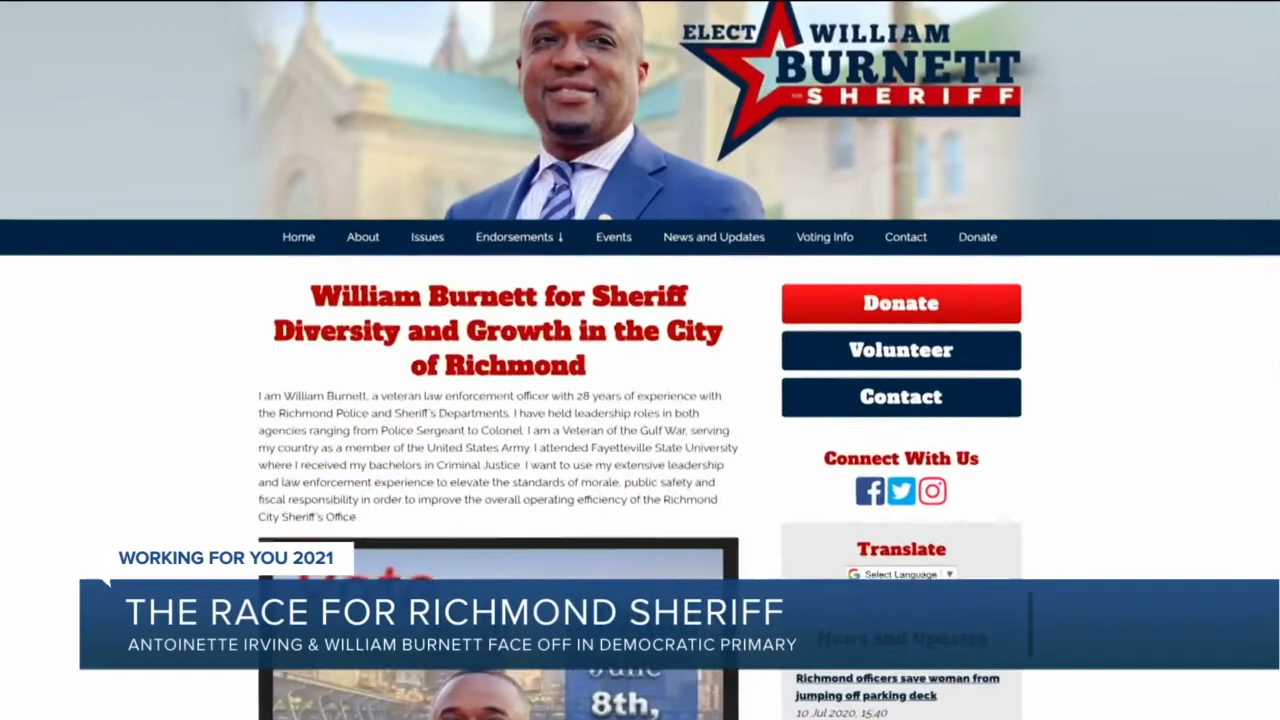 ELECT WILLIAM
BURNETT
FOR SHERIFF
Home About Issues Endorsements ↓ Events News and Updates Voting Info Contact Donate
William Burnett for Sheriff
Diversity and Growth in the City
of Richmond
I am William Burnett, a veteran law enforcement officer with 28 years of experience with
the Richmond Police and Sheriff's Departments. I have held leadership roles in both
agencies ranging from Police Sergeant to Colonel. I am a Veteran of the Gulf War, serving
my country as a member of the United States Army. I attended Fayetteville State University
where I received my bachelors in Criminal Justice. I want to use my extensive leadership
and law enforcement experience to elevate the standards of morale, public safety and
fiscal responsibility in order to improve the overall operating efficiency of the Richmond
City Sheriff's Office.
Donate
Volunteer
Contact
Connect With Us
Translate
Select Language ▼
News and Updates
Richmond officers save woman from
jumping off parking deck
10 Jul 2020, 15:40
Vote
June
8th,
WORKING FOR YOU 2021
THE RACE FOR RICHMOND SHERIFF
ANTOINETTE IRVING & WILLIAM BURNETT FACE OFF IN DEMOCRATIC PRIMARY